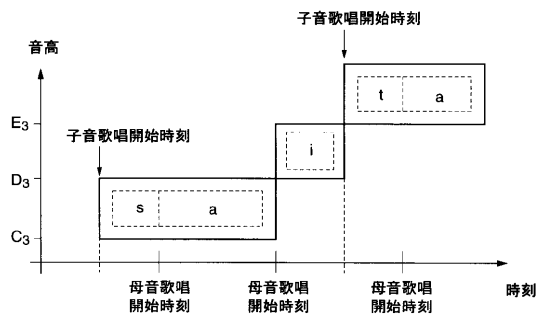 子音歌唱開始時刻
音高
t a
E3
子音歌唱開始時刻
i
D3
s a
C3
母音歌唱 母音歌唱 母音歌唱 時刻
開始時刻 開始時刻 開始時刻